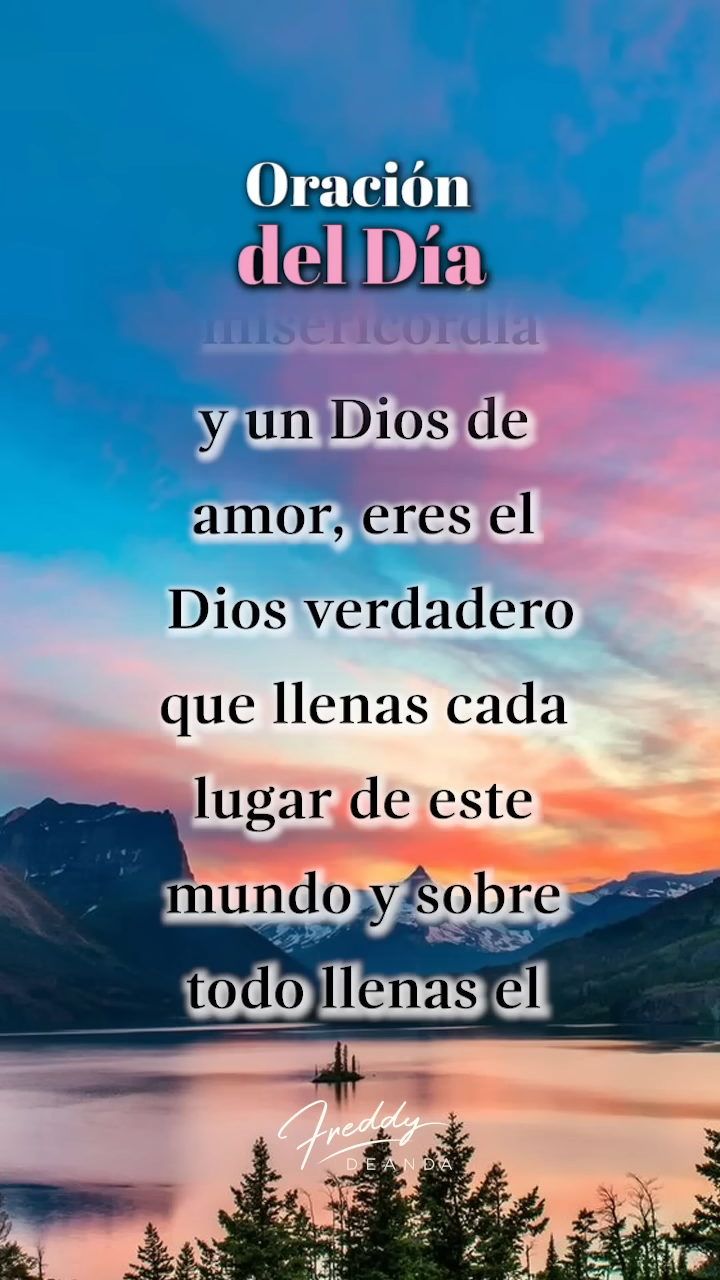 Oración
del Día
misericordia
y un Dios de
amor, eres el
Dios verdadero
que llenas cada
lugar de este
mundo y sobre
todo llenas el
Freddy
DEANDA